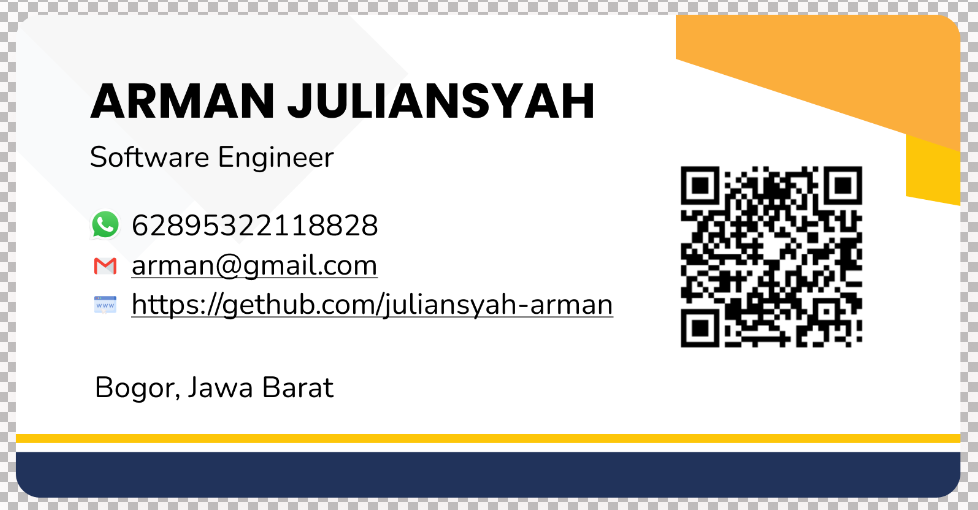 ARMAN JULIANSYAH
Software Engineer
62895322118828
arman@gmail.com
https://gethub.com/juliansyah-arman
Bogor, Jawa Barat